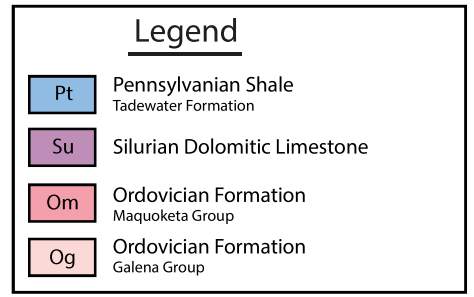 Legend
Pt
Pennsylvanian Shale
Tadewater Formation
Su
Silurian Dolomitic Limestone
Om
Ordovician Formation
Maquoketa Group
Og
Ordovician Formation
Galena Group